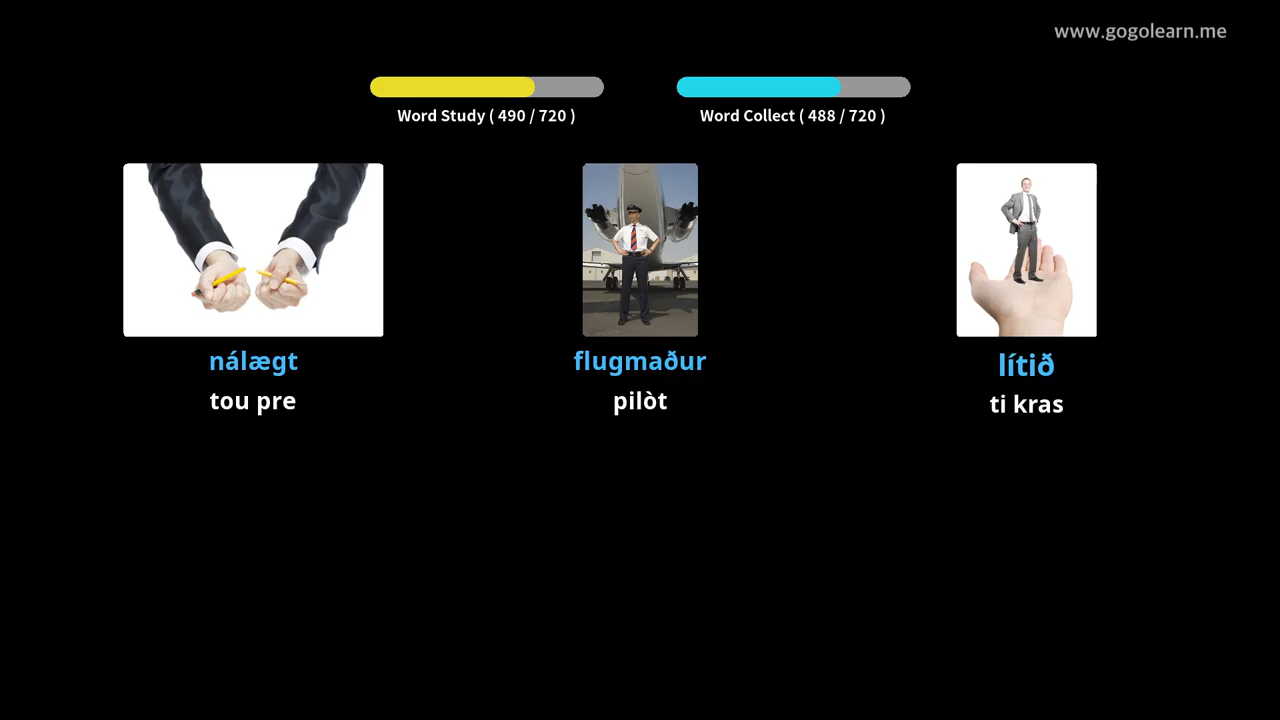 www.gogolearn.me
Word Study ( 490 / 720 )
Word Collect ( 488 / 720 )
nálægt
tou pre
flugmaður
pilòt
lítið
ti kras